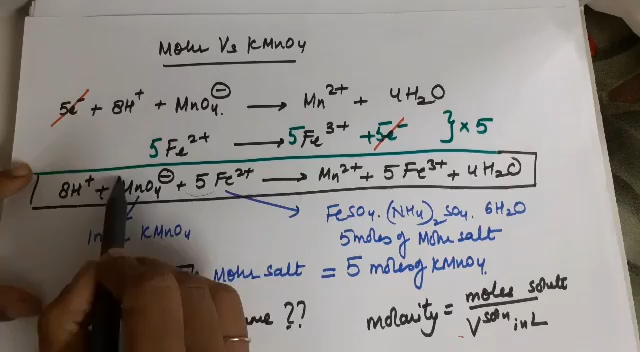 Mohr Vs KMnO₄
5e⁻ + 8H⁺ + MnO₄⁻ ⟶ Mn²⁺ + 4H₂O
5Fe²⁺ ⟶ 5Fe³⁺ + 5e⁻ } × 5
8H⁺ + MnO₄⁻ + 5Fe²⁺ ⟶ Mn²⁺ + 5Fe³⁺ + 4H₂O
KMnO₄
FeSO₄. (NH₄)₂SO₄. 6H₂O
5 moles of Mohr salt
Mohr salt = 5 moles of KMnO₄
?? molarity = moles solute / Vˢᵒˡⁿ in L